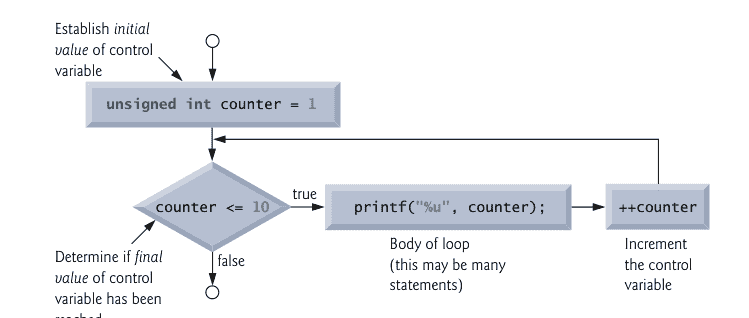 Establish initial
value of control
variable
unsigned int counter = 1
counter <= 10
true
printf("%u", counter);
++counter
false
Body of loop
(this may be many
statements)
Increment
the control
variable
Determine if final
value of control
variable has been